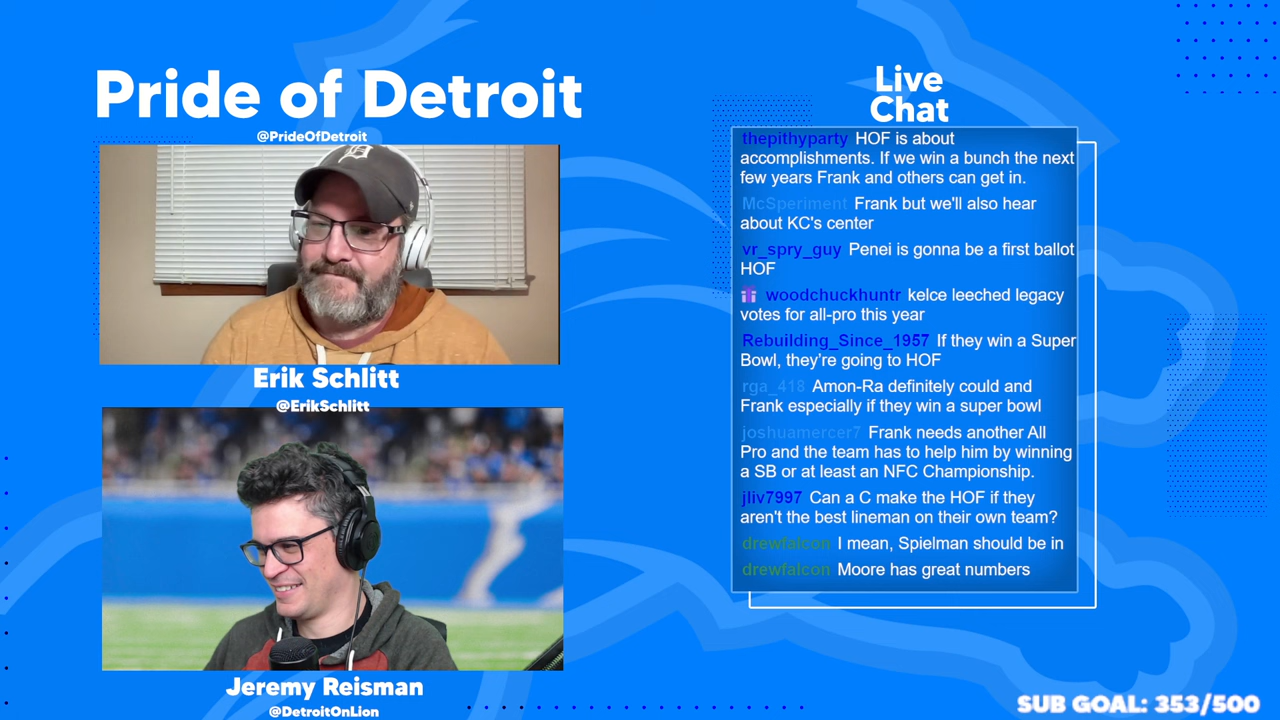 Pride of Detroit
@PrideOfDetroit
Erik Schlitt
@ErikSchlitt
Jeremy Reisman
@DetroitOnLion
Live
Chat
thepithyparty HOF is about
accomplishments. If we win a bunch the next
few years Frank and others can get in.
McSperiment Frank but we'll also hear
about KC's center
vr_spry_guy Penei is gonna be a first ballot
HOF
woodchuckhuntr kelce leeched legacy
votes for all-pro this year
Rebuilding_Since_1957 If they win a Super
Bowl, they're going to HOF
rga_418 Amon-Ra definitely could and
Frank especially if they win a super bowl
joshuamercer7 Frank needs another All
Pro and the team has to help him by winning
a SB or at least an NFC Championship.
jliv7997 Can a C make the HOF if they
aren't the best lineman on their own team?
drewfalcon I mean, Spielman should be in
drewfalcon Moore has great numbers
SUB GOAL: 353/500